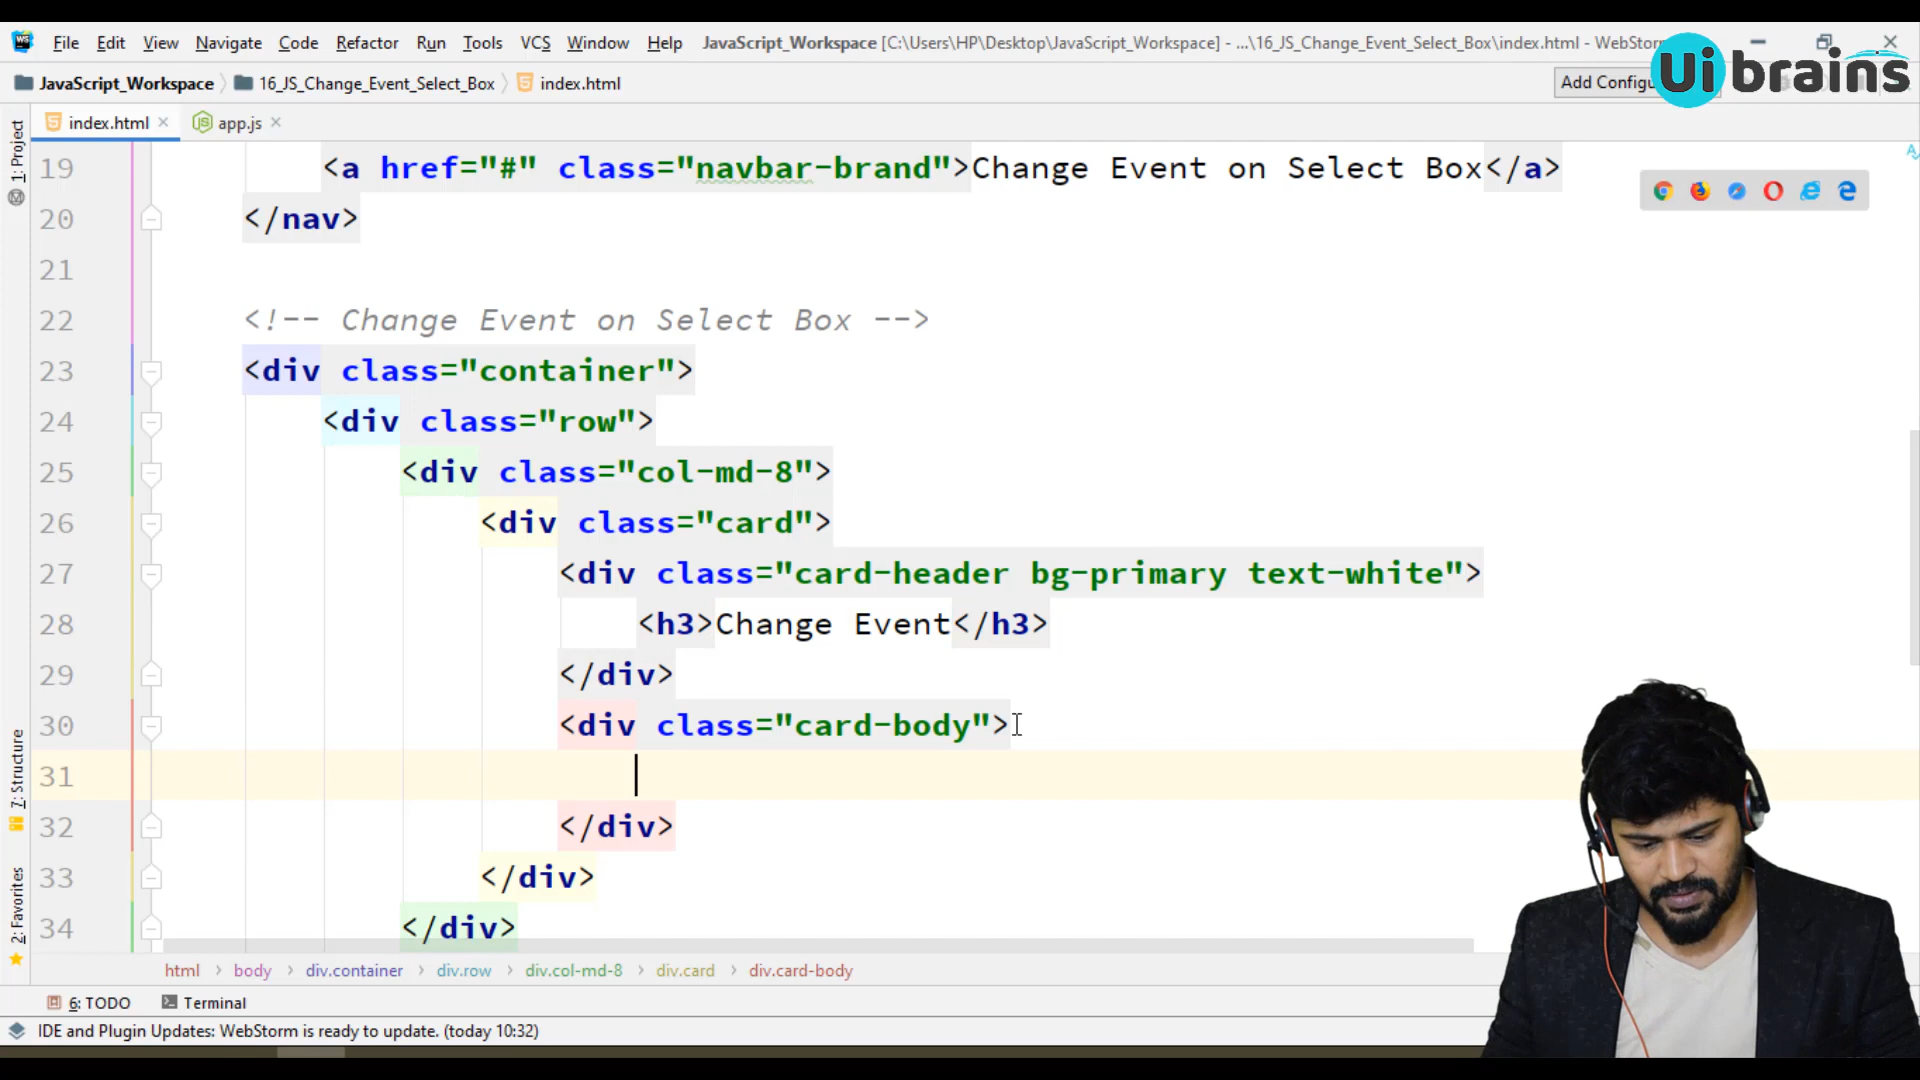 File Edit View Navigate Code Refactor Run Tools VCS Window Help JavaScript_Workspace [C:\Users\HP\Desktop\JavaScript_Workspace] - ...\16_JS_Change_Event_Select_Box\index.html - WebStorm
JavaScript_Workspace 16_JS_Change_Event_Select_Box index.html Add Configu
Ui brains
index.html app.js
1: Project
7: Structure
2: Favorites
19 <a href="#" class="navbar-brand">Change Event on Select Box</a>
20 </nav>
21
22 <!-- Change Event on Select Box -->
23 <div class="container">
24 <div class="row">
25 <div class="col-md-8">
26 <div class="card">
27 <div class="card-header bg-primary text-white">
28 <h3>Change Event</h3>
29 </div>
30 <div class="card-body">
31
32 </div>
33 </div>
34 </div>
html body div.container div.row div.col-md-8 div.card div.card-body
6: TODO Terminal
IDE and Plugin Updates: WebStorm is ready to update. (today 10:32)